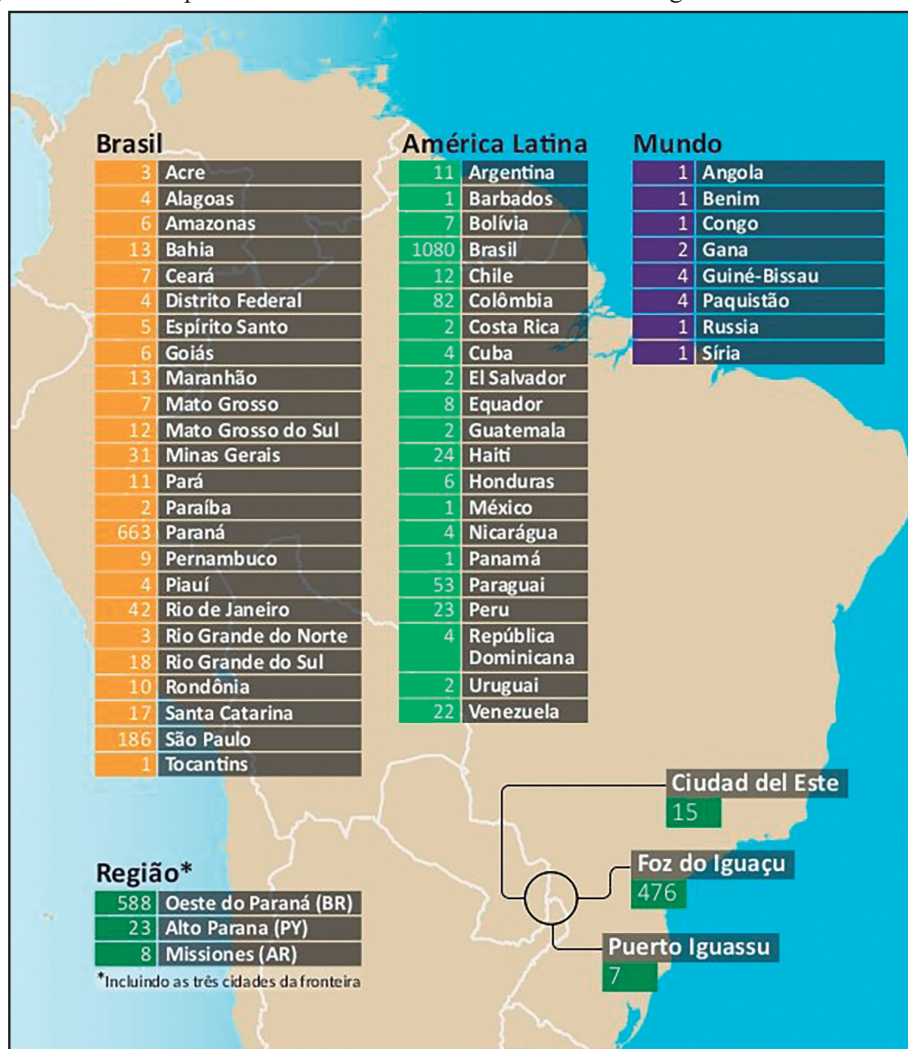 Brasil
3 Acre
4 Alagoas
6 Amazonas
13 Bahia
7 Ceará
4 Distrito Federal
5 Espírito Santo
6 Goiás
13 Maranhão
7 Mato Grosso
12 Mato Grosso do Sul
31 Minas Gerais
11 Pará
2 Paraíba
663 Paraná
9 Pernambuco
4 Piauí
42 Rio de Janeiro
3 Rio Grande do Norte
18 Rio Grande do Sul
10 Rondônia
17 Santa Catarina
186 São Paulo
1 Tocantins
América Latina
11 Argentina
1 Barbados
7 Bolívia
1080 Brasil
12 Chile
82 Colômbia
2 Costa Rica
4 Cuba
2 El Salvador
8 Equador
2 Guatemala
24 Haiti
6 Honduras
1 México
4 Nicarágua
1 Panamá
53 Paraguai
23 Peru
4 República
Dominicana
2 Uruguai
22 Venezuela
Mundo
1 Angola
1 Benim
1 Congo
2 Gana
4 Guiné-Bissau
4 Paquistão
1 Russia
1 Síria
Ciudad del Este
15
Foz do Iguaçu
476
Puerto Iguassu
7
Região*
588 Oeste do Paraná (BR)
23 Alto Parana (PY)
8 Missiones (AR)
*Incluindo as três cidades da fronteira